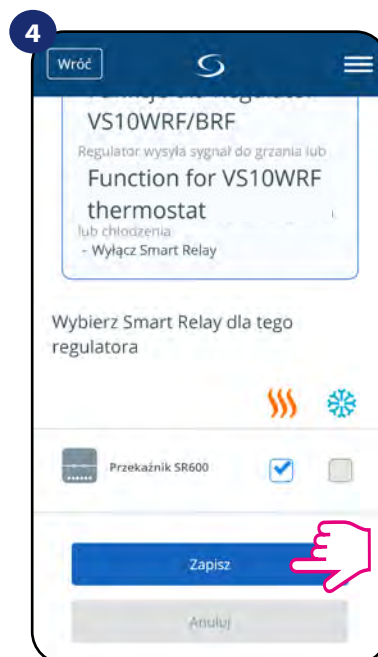 4
Wróć
VS10WRF/BRF
Regulator wysyła sygnał do grzania lub
Function for VS10WRF
thermostat
lub chłodzenia
- Wyłącz Smart Relay
Wybierz Smart Relay dla tego
regulatora
Przekaźnik SR600
Zapisz
Anuluj